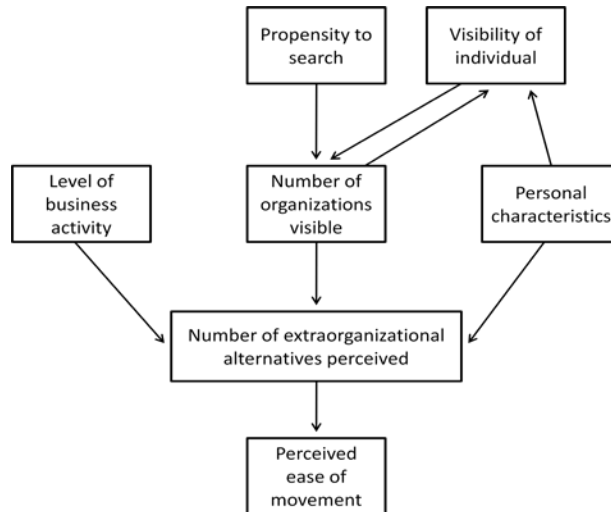 Propensity to
search
Visibility of
individual
Level of
business
activity
Number of
organizations
visible
Personal
characteristics
Number of extraorganizational
alternatives perceived
Perceived
ease of
movement